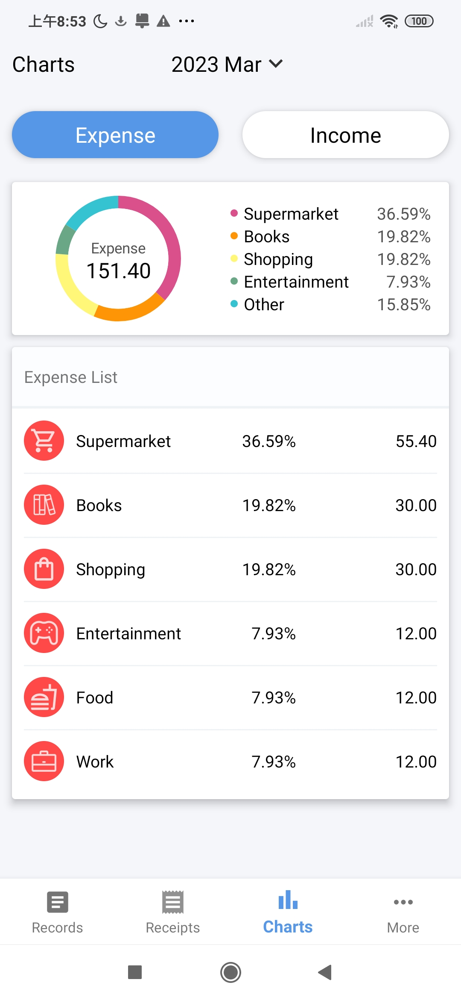 上午8:53 100
Charts 2023 Mar
Expense Income
Expense
151.40
Supermarket 36.59%
Books 19.82%
Shopping 19.82%
Entertainment 7.93%
Other 15.85%
Expense List
Supermarket 36.59% 55.40
Books 19.82% 30.00
Shopping 19.82% 30.00
Entertainment 7.93% 12.00
Food 7.93% 12.00
Work 7.93% 12.00
Records Receipts Charts More